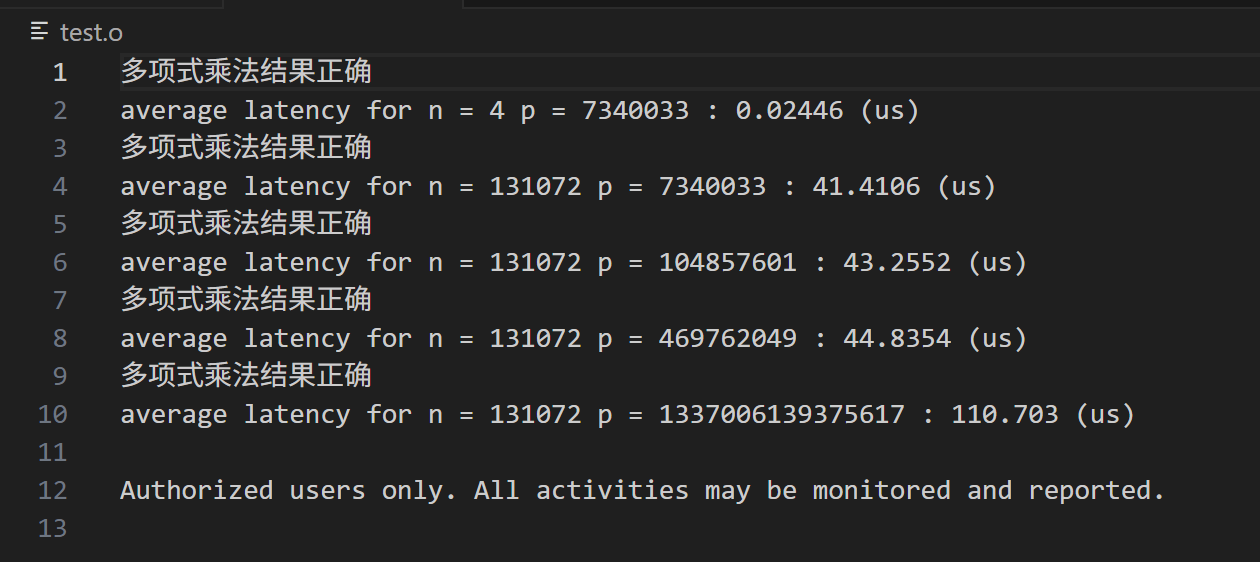 test.o
1 多项式乘法结果正确
2 average latency for n = 4 p = 7340033 : 0.02446 (us)
3 多项式乘法结果正确
4 average latency for n = 131072 p = 7340033 : 41.4106 (us)
5 多项式乘法结果正确
6 average latency for n = 131072 p = 104857601 : 43.2552 (us)
7 多项式乘法结果正确
8 average latency for n = 131072 p = 469762049 : 44.8354 (us)
9 多项式乘法结果正确
10 average latency for n = 131072 p = 1337006139375617 : 110.703 (us)
11
12 Authorized users only. All activities may be monitored and reported.
13